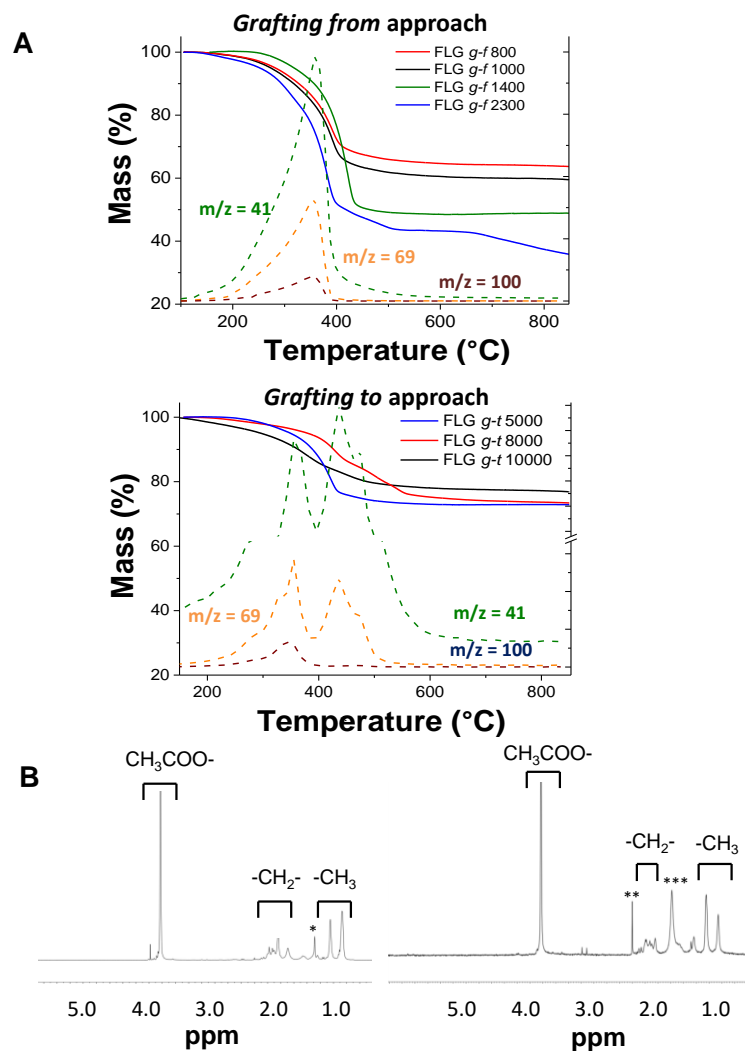 A
Grafting from approach
100
80
60
40
20
Mass (%)
FLG g-f 800
FLG g-f 1000
FLG g-f 1400
FLG g-f 2300
m/z = 41
m/z = 69
m/z = 100
200 400 600 800
Temperature (°C)
Grafting to approach
100
80
60
40
20
Mass (%)
FLG g-t 5000
FLG g-t 8000
FLG g-t 10000
m/z = 69
m/z = 41
m/z = 100
200 400 600 800
Temperature (°C)
B
CH₃COO-
-CH₂-
-CH₃
*
5.0 4.0 3.0 2.0 1.0
ppm
CH₃COO-
-CH₂-
-CH₃
**
***
5.0 4.0 3.0 2.0 1.0
ppm